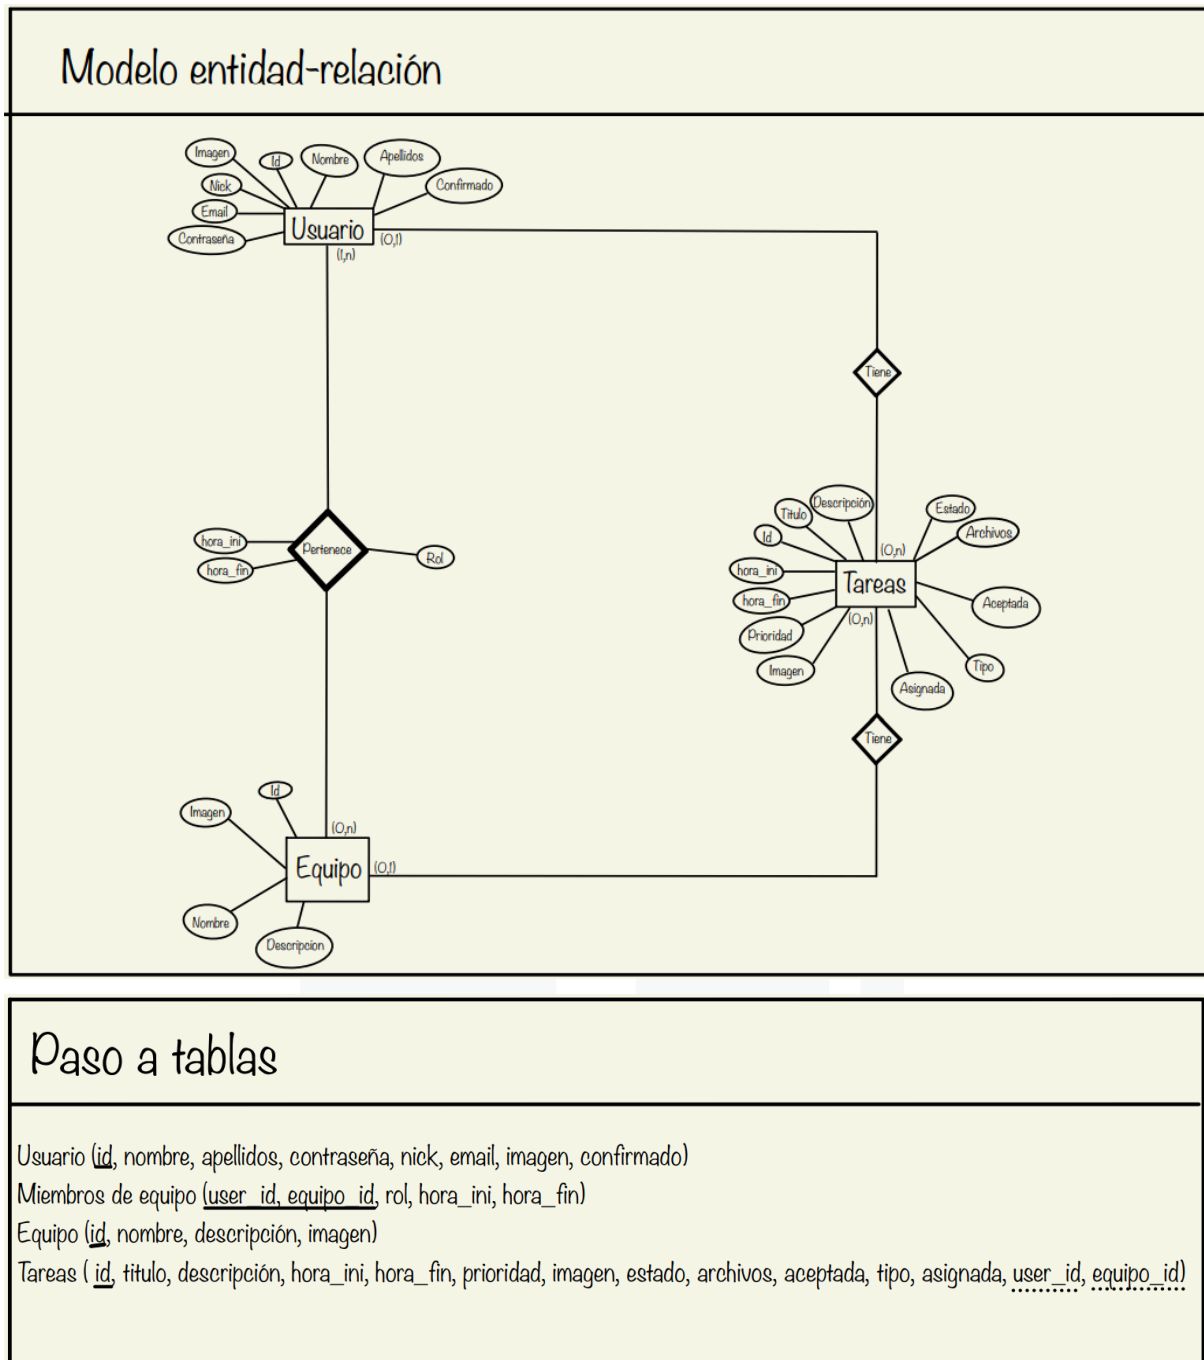 Modelo entidad-relación
Imagen
Id
Nombre
Apellidos
Nick
Confirmado
Email
Contraseña
Usuario
(0,1)
(1,n)
Tiene
Descripción
Titulo
Estado
Id
Archivos
hora_ini
Pertenece
(0,n)
Rol
hora_fin
hora_ini
Tareas
hora_fin
Aceptada
(0,n)
Prioridad
Imagen
Tipo
Asignada
Tiene
Id
Imagen
(0,n)
Equipo
(0,1)
Nombre
Descripcion
Paso a tablas
Usuario (id, nombre, apellidos, contraseña, nick, email, imagen, confirmado)
Miembros de equipo (user_id, equipo_id, rol, hora_ini, hora_fin)
Equipo (id, nombre, descripción, imagen)
Tareas ( id, titulo, descripción, hora_ini, hora_fin, prioridad, imagen, estado, archivos, aceptada, tipo, asignada, user_id, equipo_id)